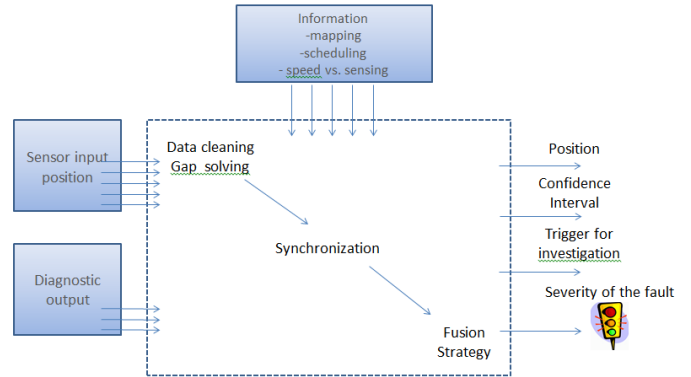 Information
-mapping
-scheduling
- speed vs. sensing
Sensor input
position
Data cleaning
Gap solving
Position
Confidence
Interval
Synchronization
Trigger for
investigation
Diagnostic
output
Severity of the fault
Fusion
Strategy